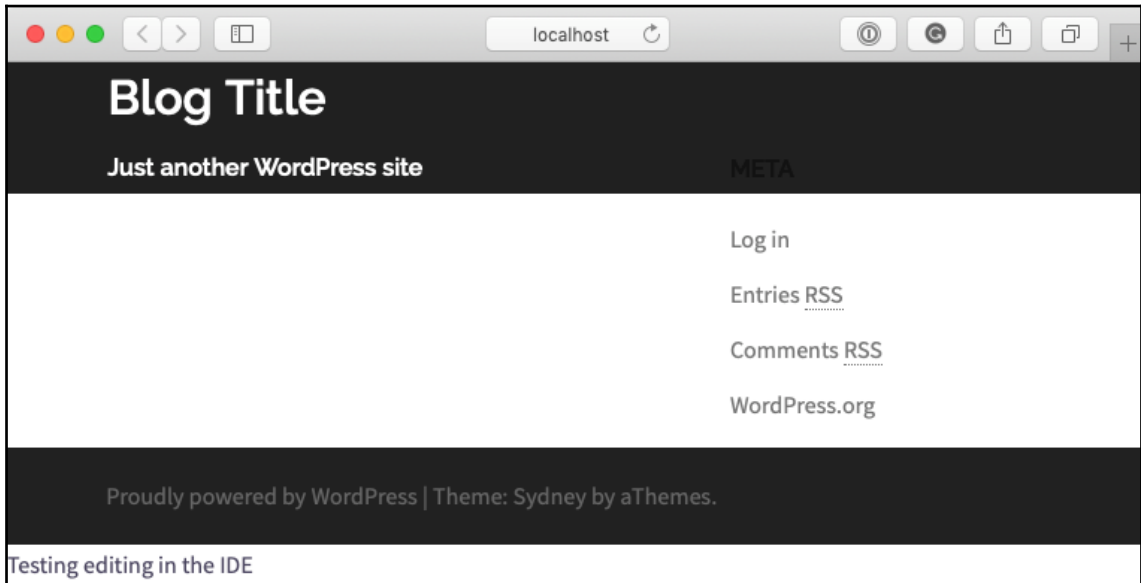 localhost
Blog Title
Just another WordPress site
META
Log in
Entries RSS
Comments RSS
WordPress.org
Proudly powered by WordPress | Theme: Sydney by aThemes.
Testing editing in the IDE